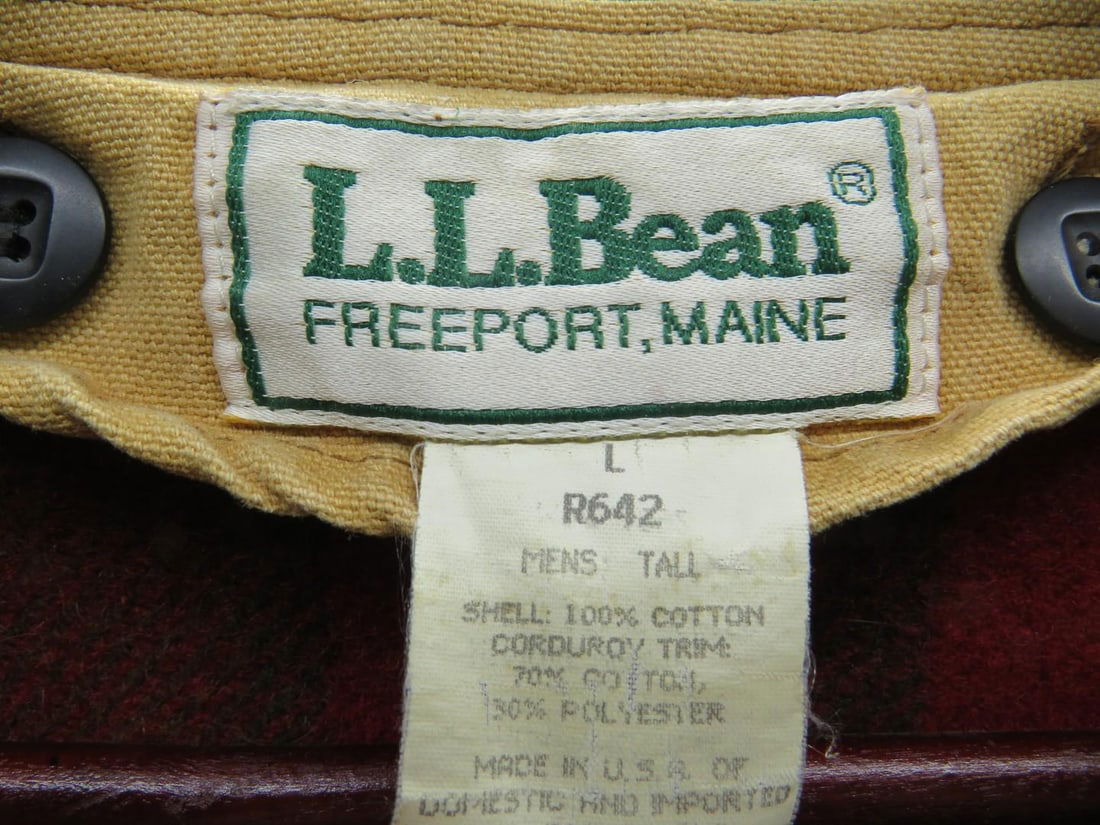 L.L.Bean®
FREEPORT, MAINE
L
R642
MENS TALL
SHELL: 100% COTTON
CORDUROY TRIM:
70% COTTON,
30% POLYESTER
MADE IN U.S.A. OF
DOMESTIC AND IMPORTED